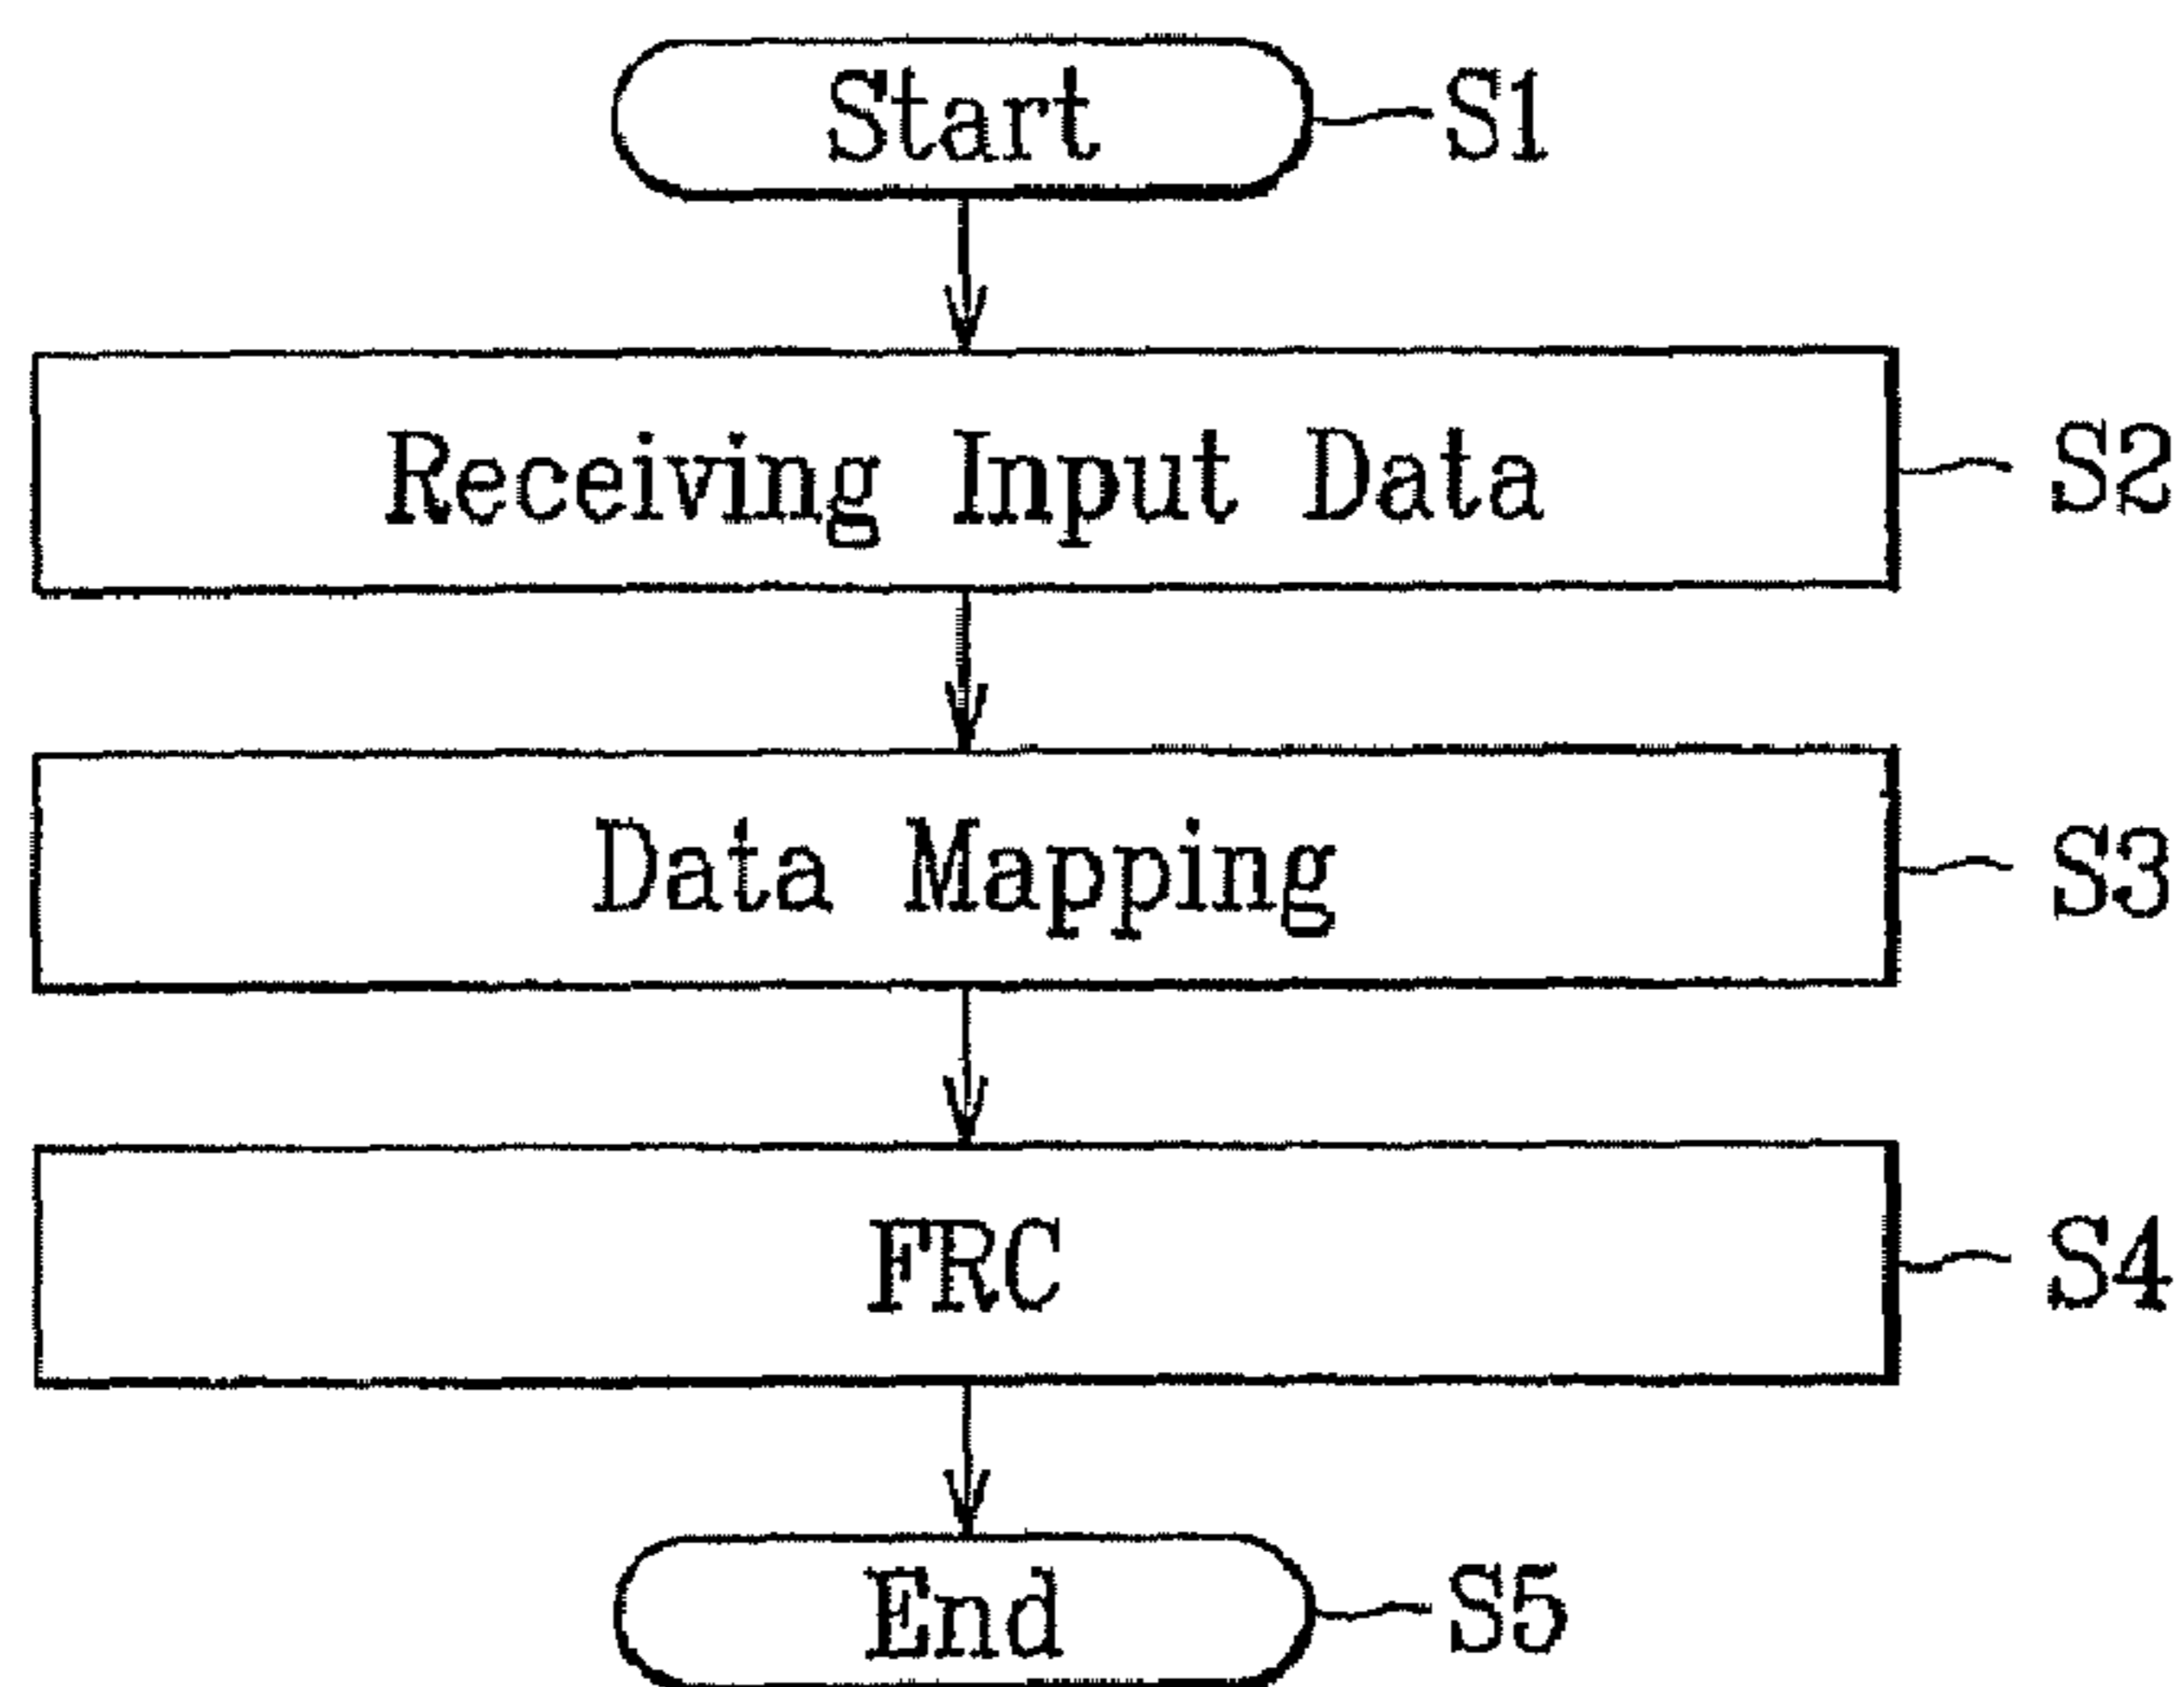 Start S1
Receiving Input Data S2
Data Mapping S3
FRC S4
End S5